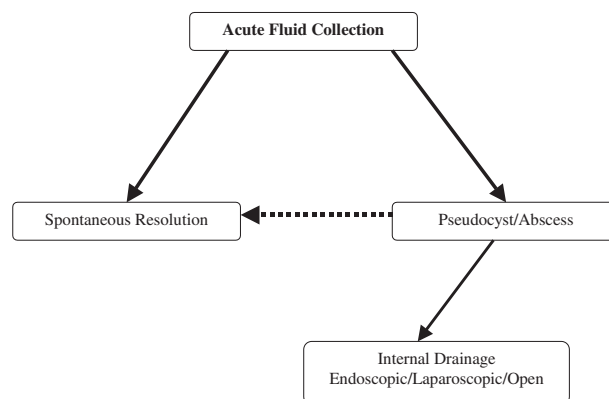 Acute Fluid Collection
Spontaneous Resolution
Pseudocyst/Abscess
Internal Drainage
Endoscopic/Laparoscopic/Open